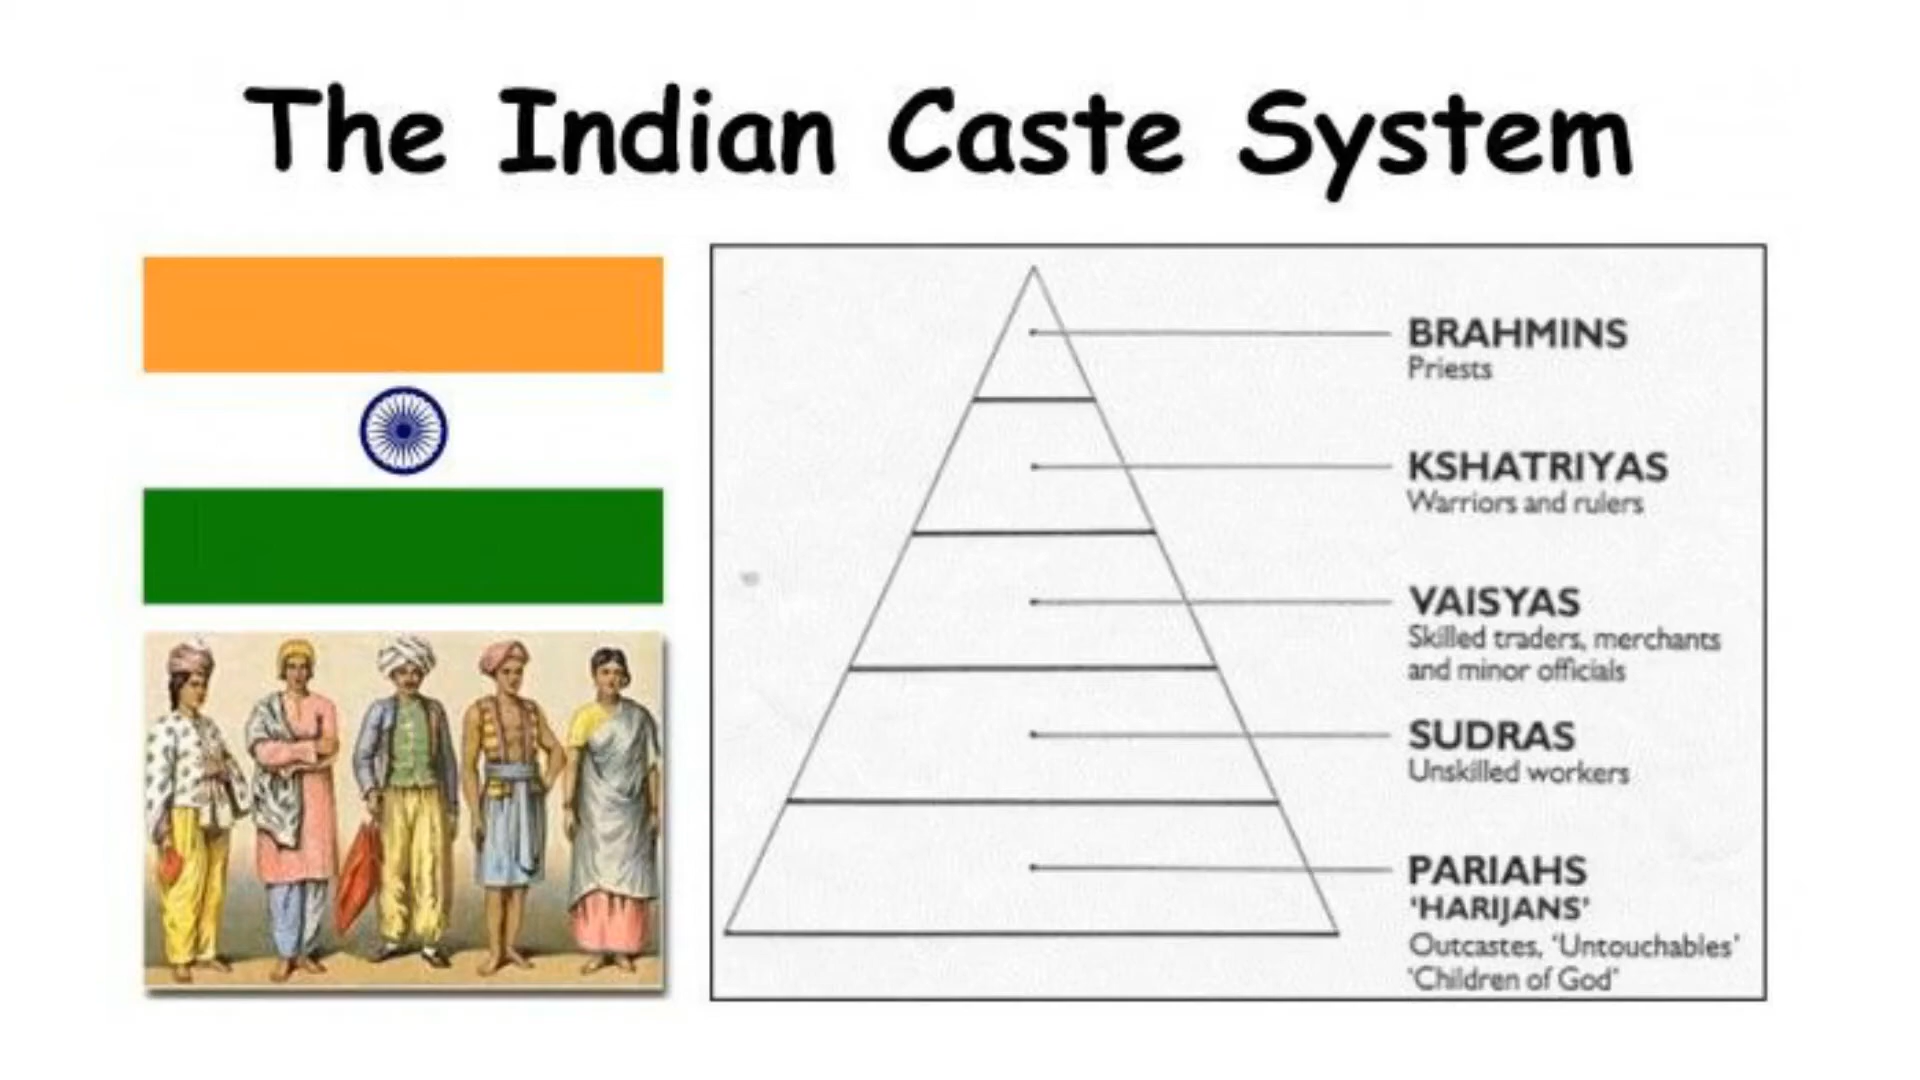 The Indian Caste System
BRAHMINS
Priests
KSHATRIYAS
Warriors and rulers
VAISYAS
Skilled traders, merchants
and minor officials
SUDRAS
Unskilled workers
PARIAHS
'HARIJANS'
Outcastes, 'Untouchables'
'Children of God'